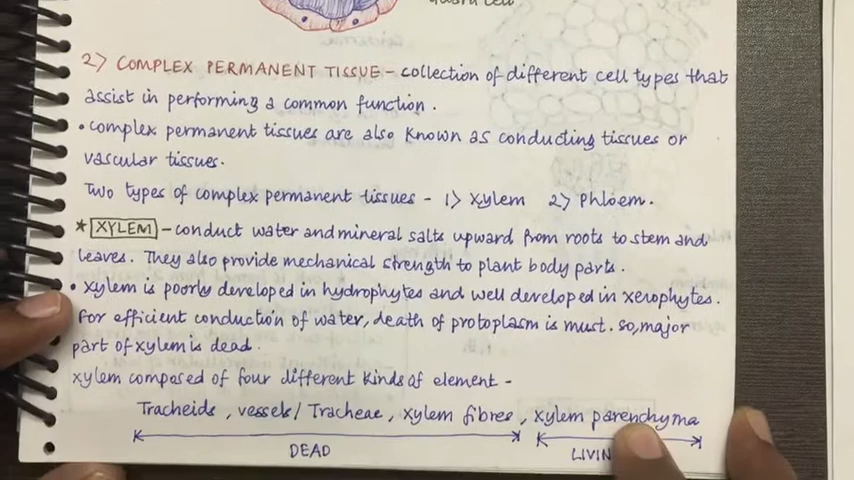 2> COMPLEX PERMANENT TISSUE - collection of different cell types that
assist in performing a common function.
• complex permanent tissues are also known as conducting tissues or
vascular tissues.
Two types of complex permanent tissues - 1> Xylem 2> Phloem.
* XYLEM - conduct water and mineral salts upward from roots to stem and
leaves. They also provide mechanical strength to plant body parts.
• Xylem is poorly developed in hydrophytes and well developed in xerophytes.
For efficient conduction of water, death of protoplasm is must. so, major
part of xylem is dead.
xylem composed of four different kinds of element -
Tracheids, vessels/ Tracheae, xylem fibres, xylem parenchyma
DEAD